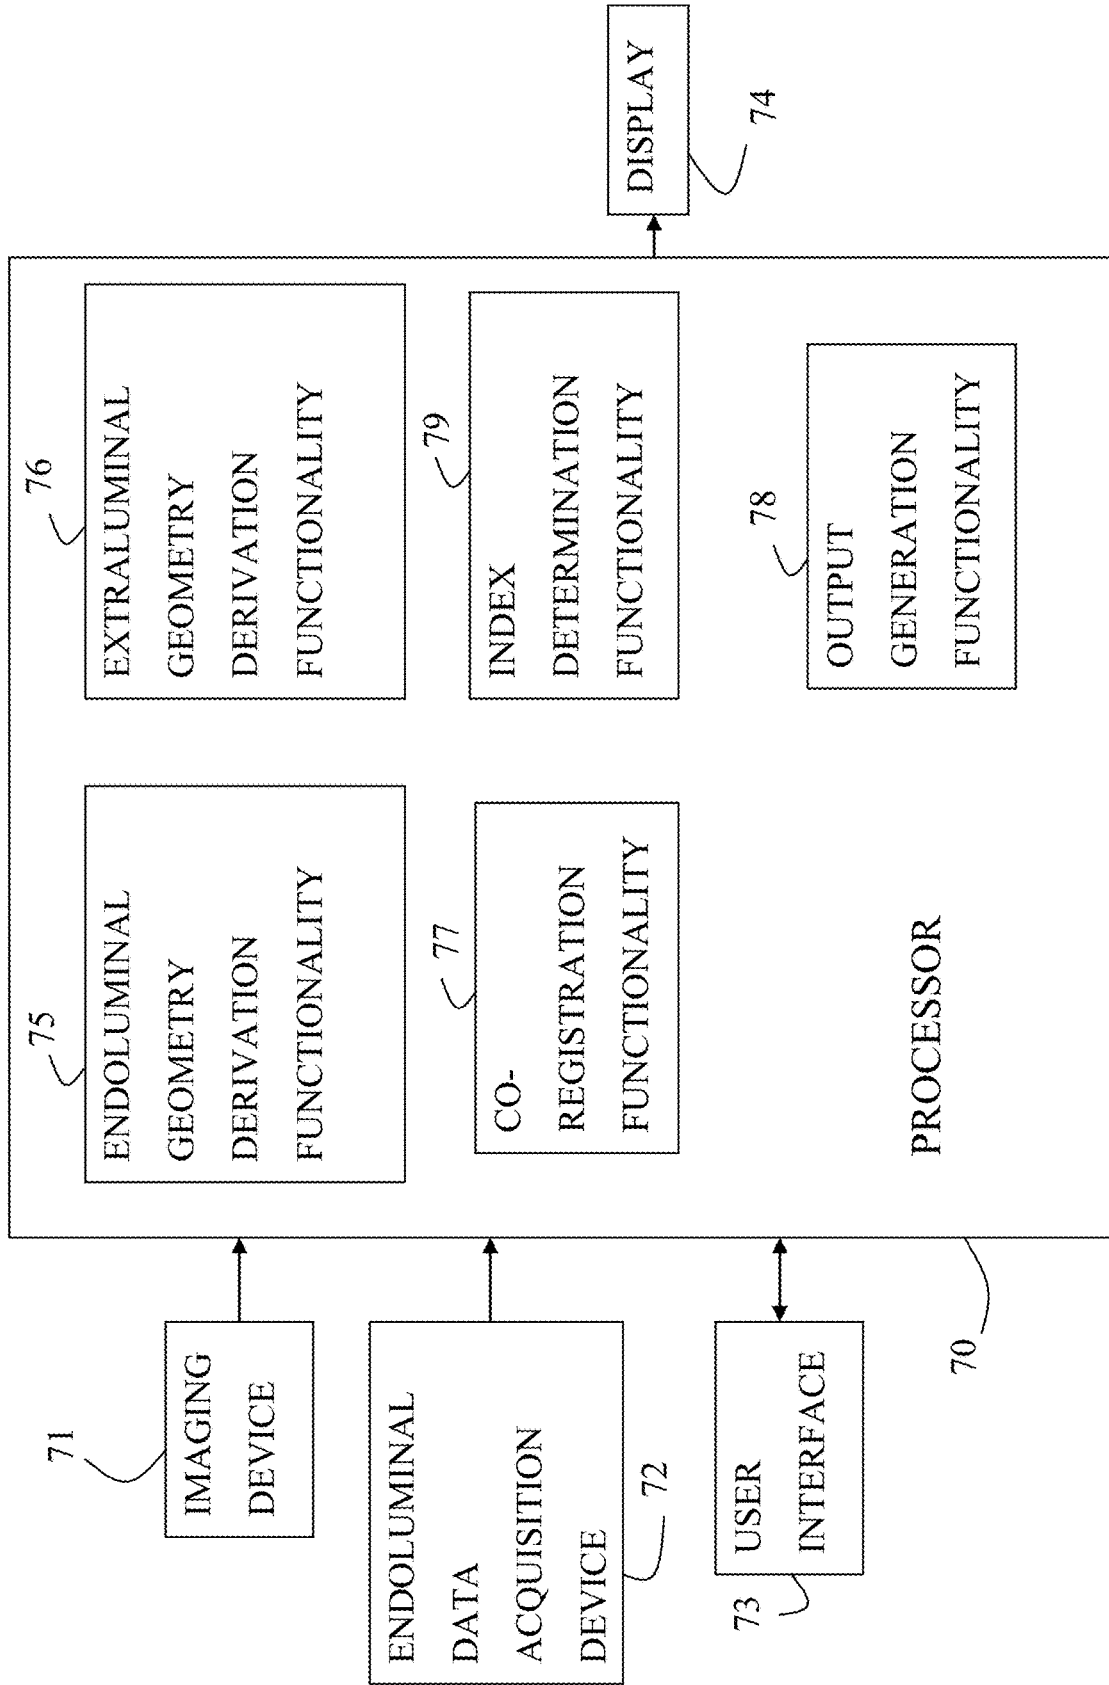 71
IMAGING
DEVICE
ENDOLUMINAL
DATA
ACQUISITION
DEVICE
72
USER
INTERFACE
73
70
75
ENDOLUMINAL
GEOMETRY
DERIVATION
FUNCTIONALITY
76
EXTRALUMINAL
GEOMETRY
DERIVATION
FUNCTIONALITY
77
CO-
REGISTRATION
FUNCTIONALITY
79
INDEX
DETERMINATION
FUNCTIONALITY
78
OUTPUT
GENERATION
FUNCTIONALITY
PROCESSOR
DISPLAY
74